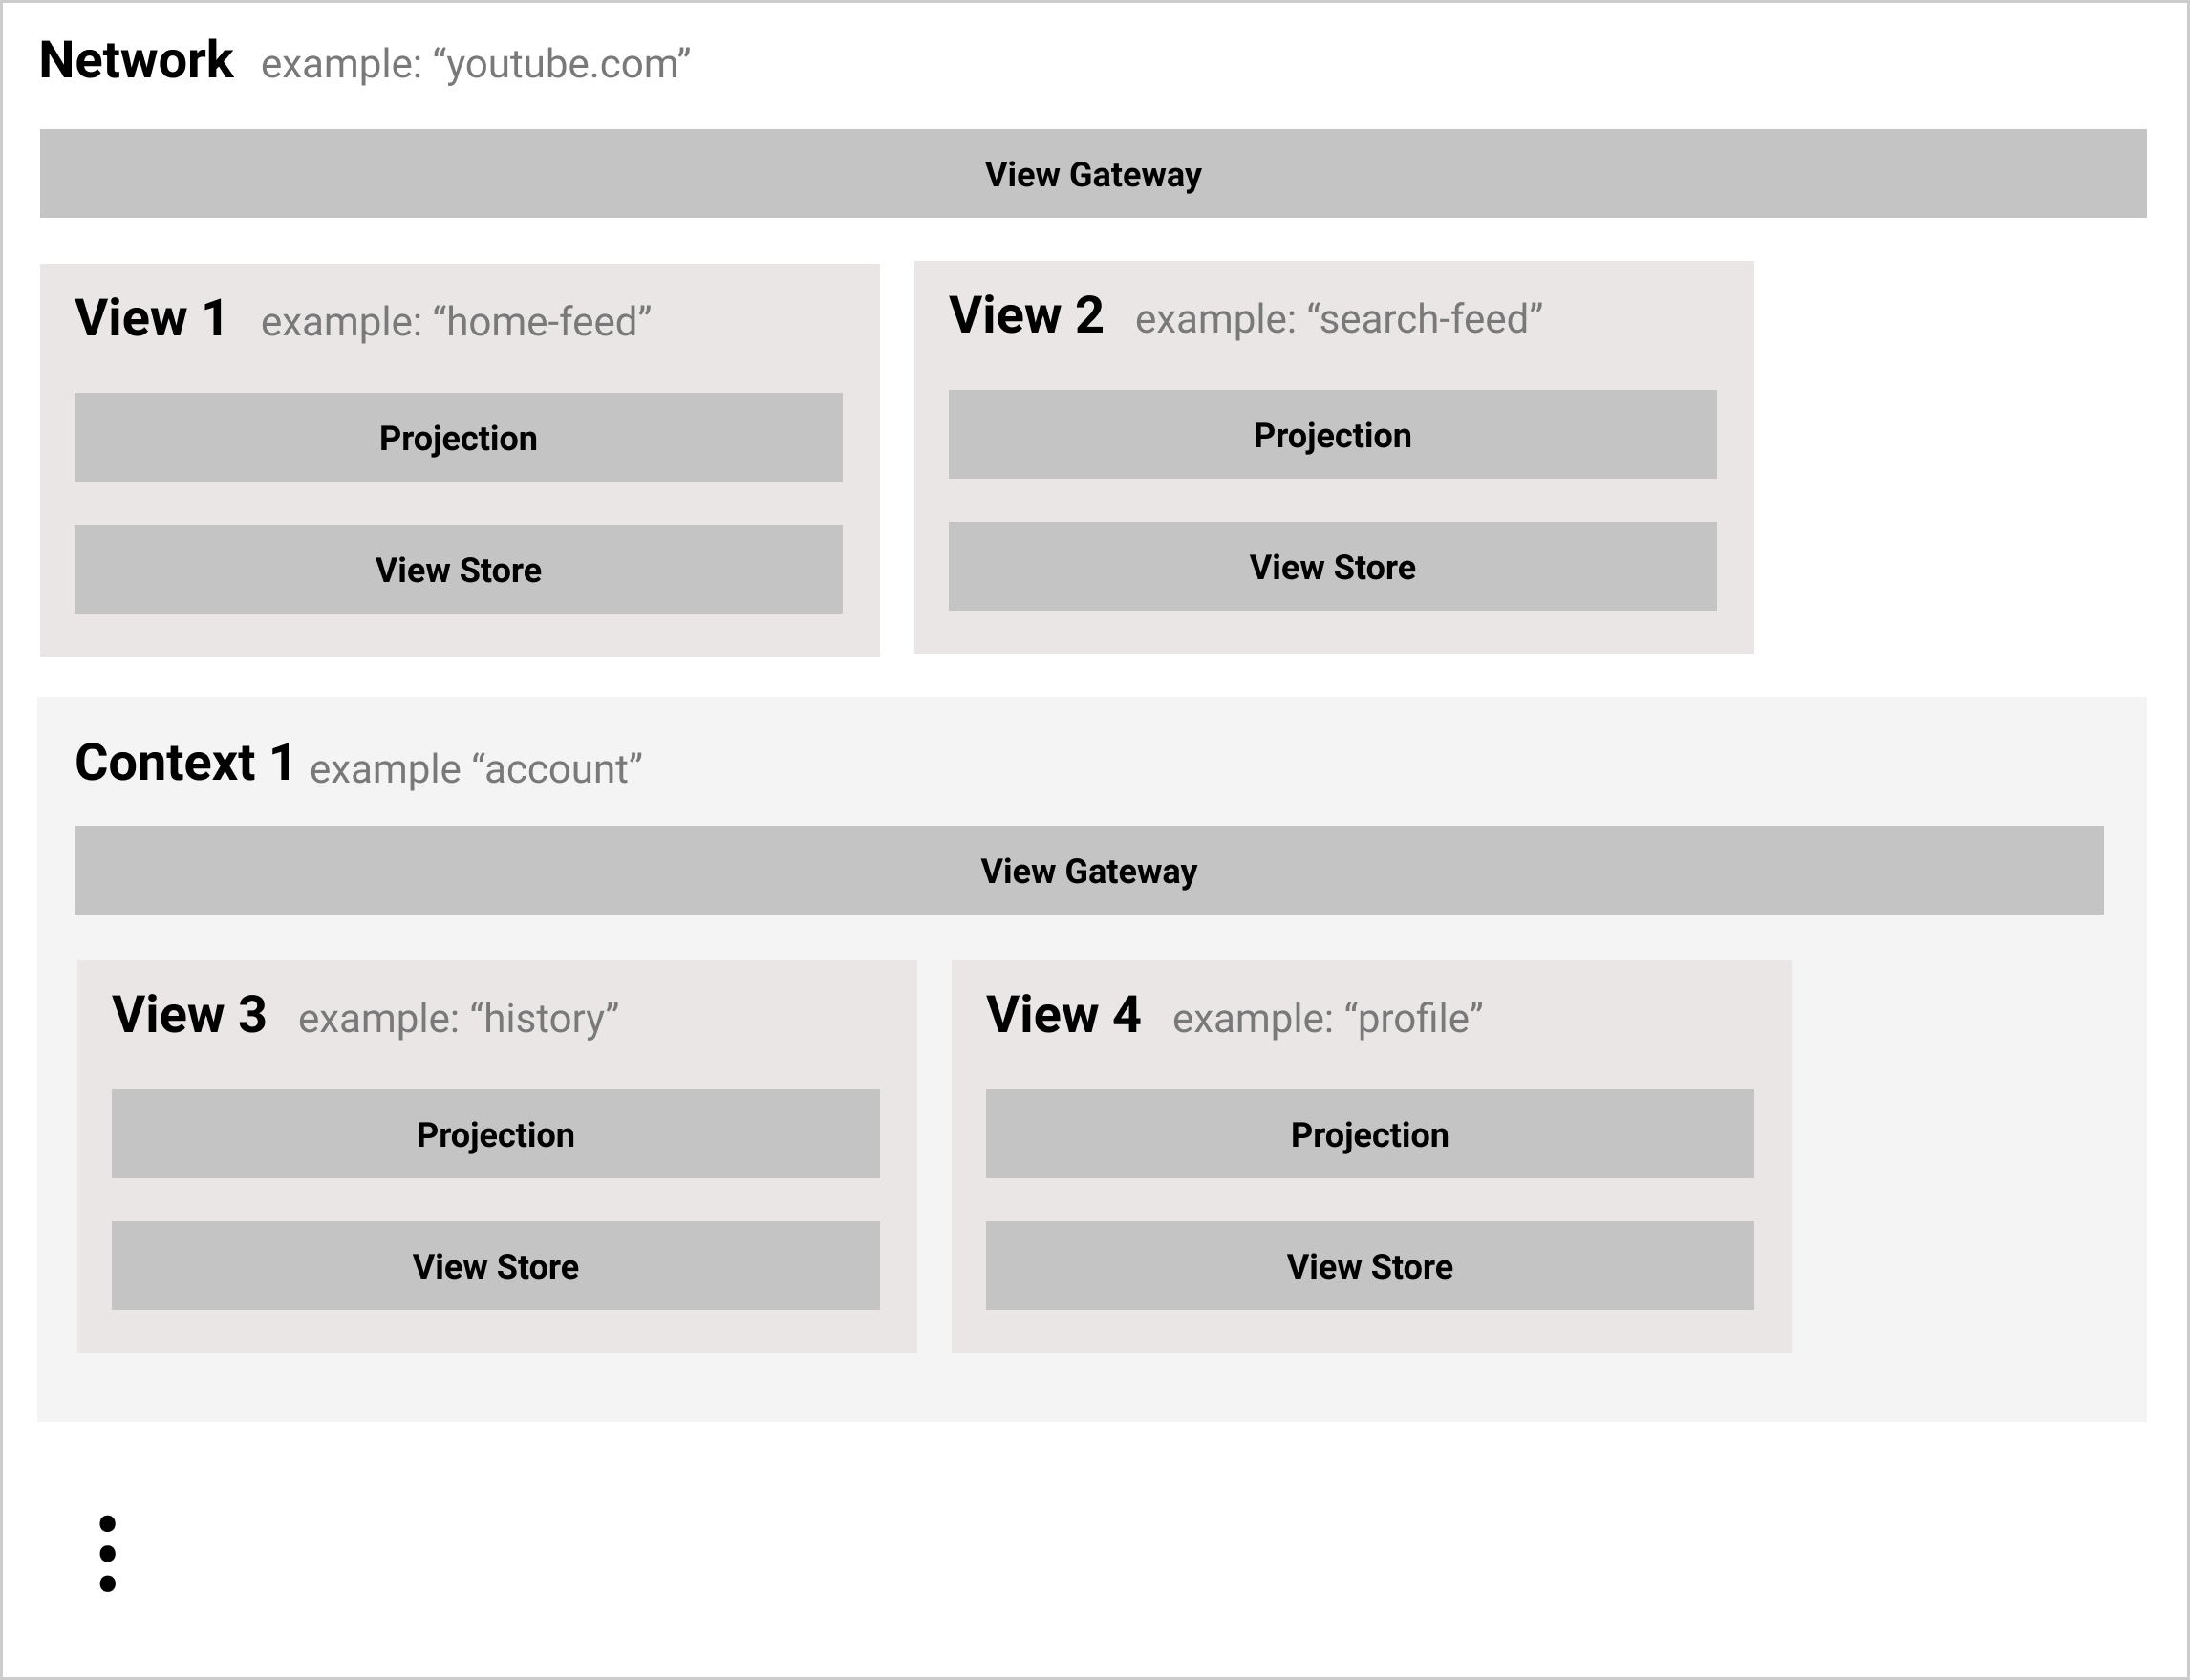 Network example: “youtube.com”
View Gateway
View 1 example: “home-feed”
Projection
View Store
View 2 example: “search-feed”
Projection
View Store
Context 1 example “account”
View Gateway
View 3 example: “history”
Projection
View Store
View 4 example: “profile”
Projection
View Store